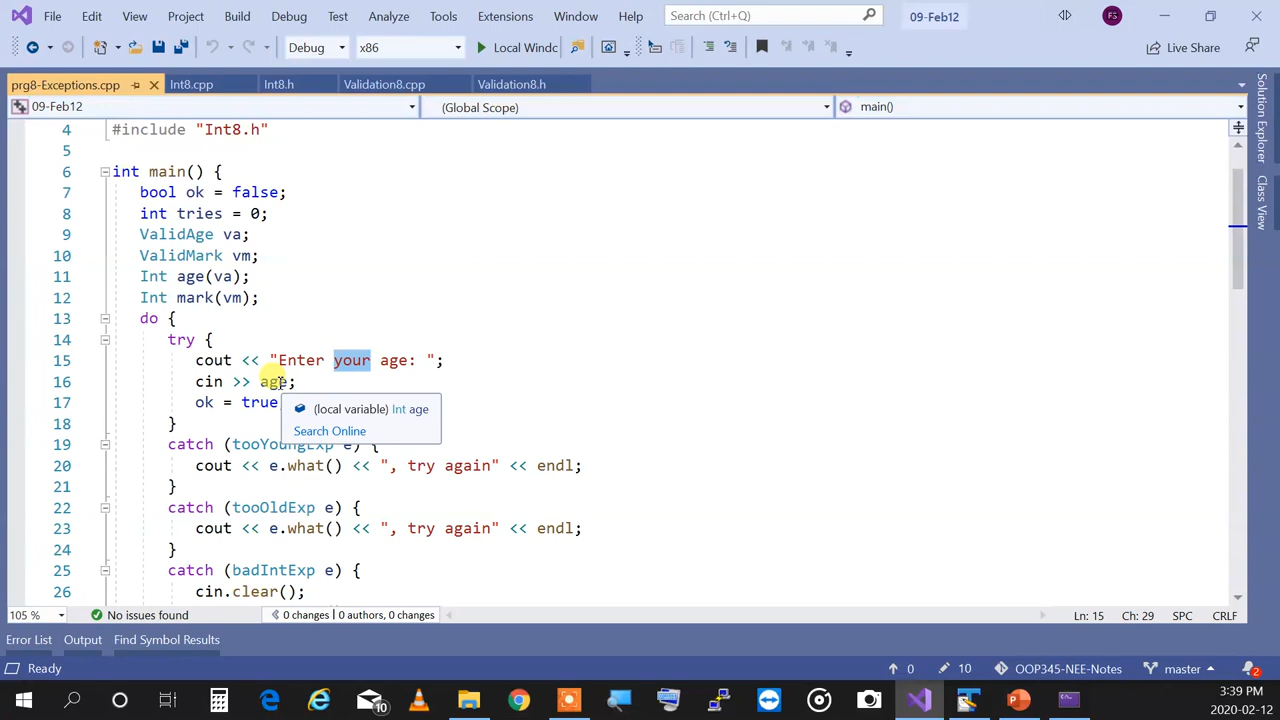 File Edit View Project Build Debug Test Analyze Tools Extensions Window Help Search (Ctrl+Q) 09-Feb12 FS
Debug x86 Local Windc Live Share
prg8-Exceptions.cpp Int8.cpp Int8.h Validation8.cpp Validation8.h
09-Feb12 (Global Scope) main()
Solution Explorer
Class View
4 #include "Int8.h"
5
6 int main() {
7 bool ok = false;
8 int tries = 0;
9 ValidAge va;
10 ValidMark vm;
11 Int age(va);
12 Int mark(vm);
13 do {
14 try {
15 cout << "Enter your age: ";
16 cin >> age;
17 ok = true
(local variable) Int age
Search Online
18 }
19 catch (tooYoungExp e) {
20 cout << e.what() << ", try again" << endl;
21 }
22 catch (tooOldExp e) {
23 cout << e.what() << ", try again" << endl;
24 }
25 catch (badIntExp e) {
26 cin.clear();
105 % No issues found 0 changes | 0 authors, 0 changes Ln: 15 Ch: 29 SPC CRLF
Error List Output Find Symbol Results
Ready 0 10 OOP345-NEE-Notes master 2
10
3:39 PM
2020-02-12